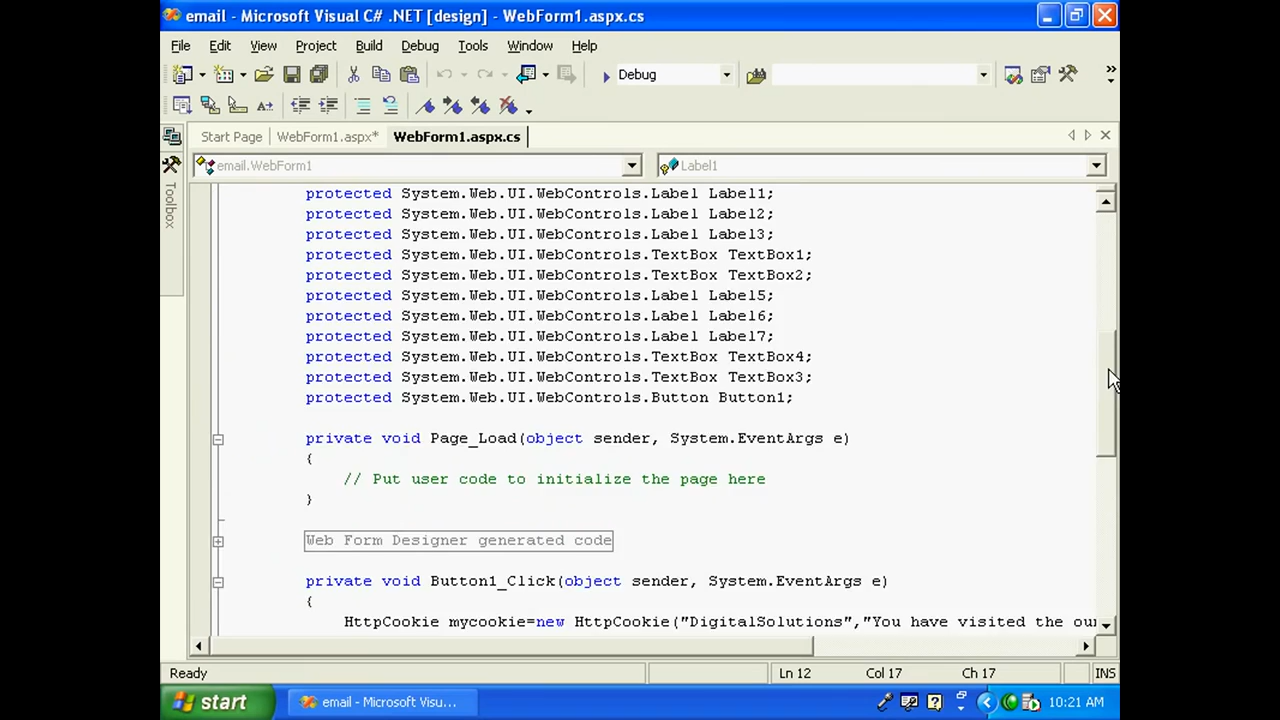 email - Microsoft Visual C# .NET [design] - WebForm1.aspx.cs
File Edit View Project Build Debug Tools Window Help
Debug
Start Page WebForm1.aspx* WebForm1.aspx.cs
email.WebForm1 Label1
Toolbox
protected System.Web.UI.WebControls.Label Label1;
protected System.Web.UI.WebControls.Label Label2;
protected System.Web.UI.WebControls.Label Label3;
protected System.Web.UI.WebControls.TextBox TextBox1;
protected System.Web.UI.WebControls.TextBox TextBox2;
protected System.Web.UI.WebControls.Label Label5;
protected System.Web.UI.WebControls.Label Label6;
protected System.Web.UI.WebControls.Label Label7;
protected System.Web.UI.WebControls.TextBox TextBox4;
protected System.Web.UI.WebControls.TextBox TextBox3;
protected System.Web.UI.WebControls.Button Button1;
private void Page_Load(object sender, System.EventArgs e)
{
// Put user code to initialize the page here
}
Web Form Designer generated code
private void Button1_Click(object sender, System.EventArgs e)
{
HttpCookie mycookie=new HttpCookie("DigitalSolutions","You have visited the ou
Ready Ln 12 Col 17 Ch 17 INS
start email - Microsoft Visu... 10:21 AM